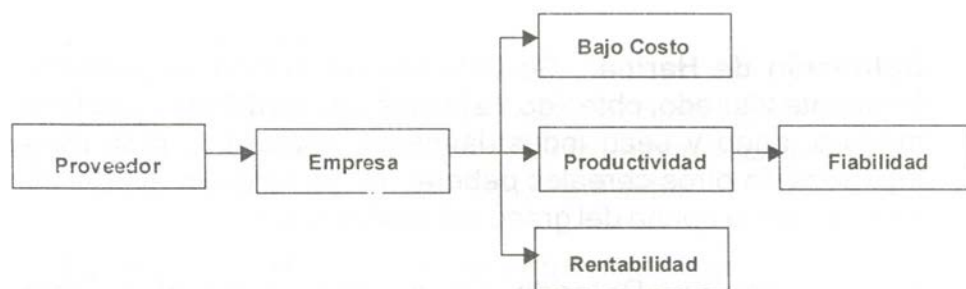 Bajo Costo
Proveedor
Empresa
Productividad
Fiabilidad
Rentabilidad